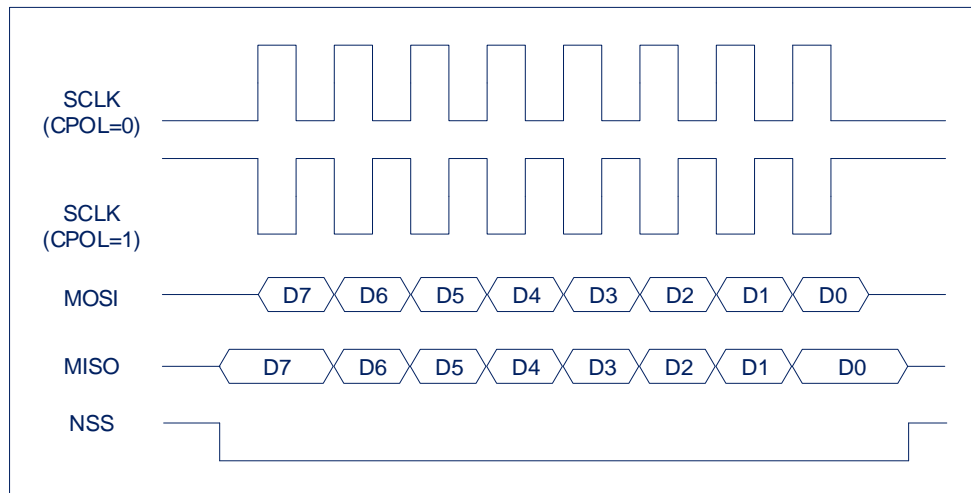 SCLK
(CPOL=0)
SCLK
(CPOL=1)
MOSI D7 D6 D5 D4 D3 D2 D1 D0
MISO D7 D6 D5 D4 D3 D2 D1 D0
NSS